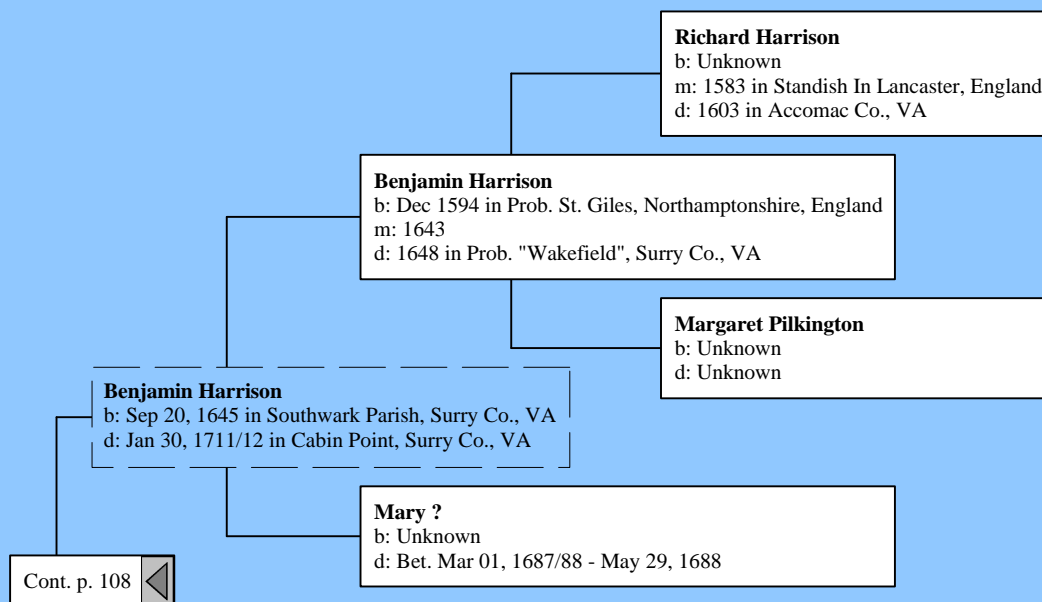 Richard Harrison
b: Unknown
m: 1583 in Standish In Lancaster, England
d: 1603 in Accomac Co., VA
Benjamin Harrison
b: Dec 1594 in Prob. St. Giles, Northamptonshire, England
m: 1643
d: 1648 in Prob. "Wakefield", Surry Co., VA
Margaret Pilkington
b: Unknown
d: Unknown
Benjamin Harrison
b: Sep 20, 1645 in Southwark Parish, Surry Co., VA
d: Jan 30, 1711/12 in Cabin Point, Surry Co., VA
Mary ?
b: Unknown
d: Bet. Mar 01, 1687/88 - May 29, 1688
Cont. p. 108